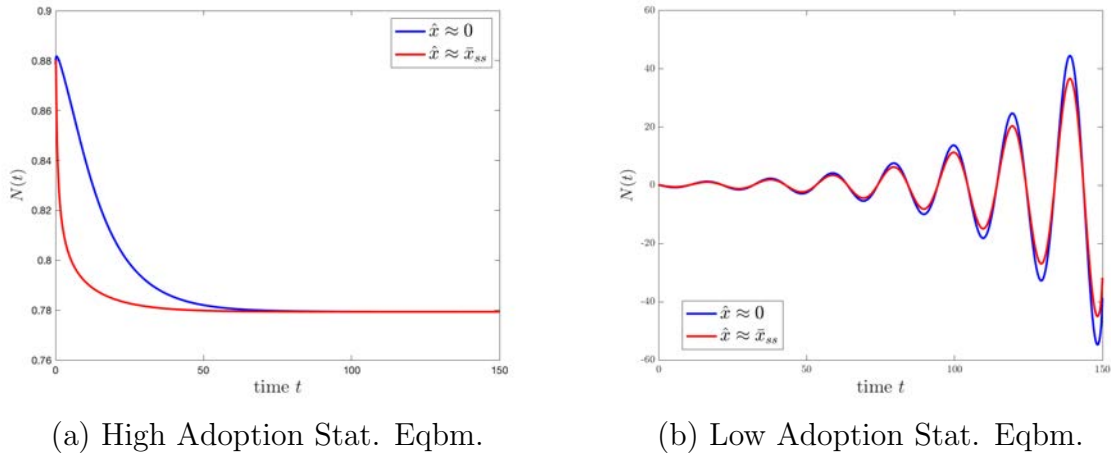 0.9
0.88
0.86
0.84
0.82
0.8
0.78
0.76
N(t)
0
50
100
150
time t
x̂ ≈ 0
x̂ ≈ x̄ss
(a) High Adoption Stat. Eqbm.
60
40
20
0
-20
-40
-60
N(t)
0
50
100
150
time t
x̂ ≈ 0
x̂ ≈ x̄ss
(b) Low Adoption Stat. Eqbm.